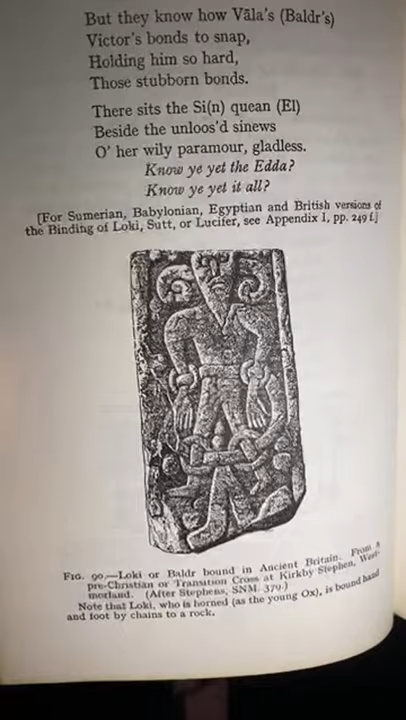 But they know how Vāla's (Baldr's)
Victor's bonds to snap,
Holding him so hard,
Those stubborn bonds.
There sits the Si(n) quean (El)
Beside the unloos'd sinews
O' her wily paramour, gladless.
Know ye yet the Edda?
Know ye yet it all?
[For Sumerian, Babylonian, Egyptian and British versions of
the Binding of Loki, Sutt, or Lucifer, see Appendix I, pp. 249 f.]
FIG. 90.—Loki or Baldr bound in Ancient Britain. From a
pre-Christian or Transition Cross at Kirkby Stephen, West-
morland. (After Stephens, SNM. 379.)
Note that Loki, who is horned (as the young Ox), is bound hand
and foot by chains to a rock.